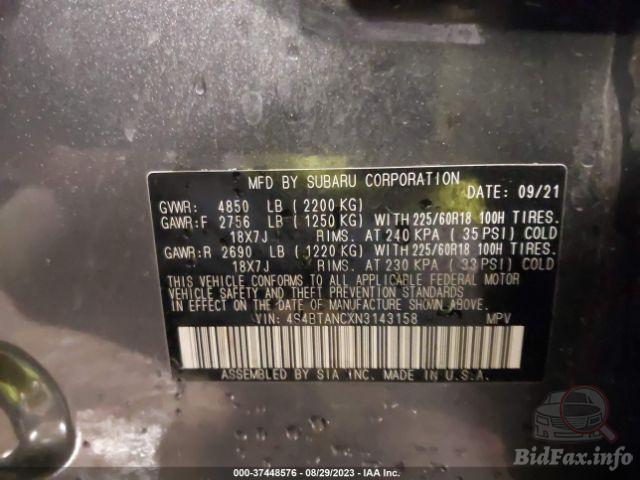 MFD BY SUBARU CORPORATION
DATE: 09/21
GVWR: 4850 LB (2200 KG)
GAWR:F 2756 LB (1250 KG) WITH 225/60R18 100H TIRES.
18X7J RIMS. AT 240 KPA (35 PSI) COLD
GAWR:R 2690 LB (1220 KG) WITH 225/60R18 100H TIRES.
18X7J RIMS. AT 230 KPA (33 PSI) COLD
THIS VEHICLE CONFORMS TO ALL APPLICABLE FEDERAL MOTOR
VEHICLE SAFETY AND THEFT PREVENTION STANDARDS
IN EFFECT ON THE DATE OF MANUFACTURE SHOWN ABOVE.
VIN: 4S4BTANCXN3143158 MPV
ASSEMBLED BY SIA INC. MADE IN U.S.A.
BidFax.info
000-37448576 - 08/29/2023 - IAA Inc.